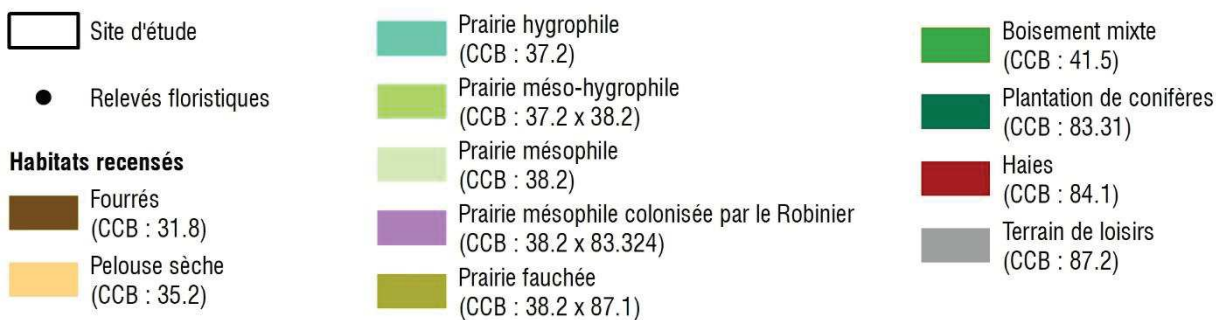 Site d'étude
Relevés floristiques
Habitats recensés
Fourrés
(CCB : 31.8)
Pelouse sèche
(CCB : 35.2)
Prairie hygrophile
(CCB : 37.2)
Prairie méso-hygrophile
(CCB : 37.2 x 38.2)
Prairie mésophile
(CCB : 38.2)
Prairie mésophile colonisée par le Robinier
(CCB : 38.2 x 83.324)
Prairie fauchée
(CCB : 38.2 x 87.1)
Boisement mixte
(CCB : 41.5)
Plantation de conifères
(CCB : 83.31)
Haies
(CCB : 84.1)
Terrain de loisirs
(CCB : 87.2)